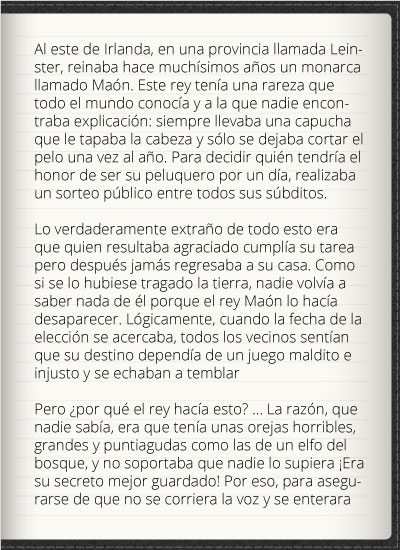 Al este de Irlanda, en una provincia llamada Lein-
ster, reinaba hace muchísimos años un monarca
llamado Maón. Este rey tenía una rareza que
todo el mundo conocía y a la que nadie encon-
traba explicación: siempre llevaba una capucha
que le tapaba la cabeza y sólo se dejaba cortar el
pelo una vez al año. Para decidir quién tendría el
honor de ser su peluquero por un día, realizaba
un sorteo público entre todos sus súbditos.

Lo verdaderamente extraño de todo esto era
que quien resultaba agraciado cumplía su tarea
pero después jamás regresaba a su casa. Como
si se lo hubiese tragado la tierra, nadie volvía a
saber nada de él porque el rey Maón lo hacía
desaparecer. Lógicamente, cuando la fecha de la
elección se acercaba, todos los vecinos sentían
que su destino dependía de un juego maldito e
injusto y se echaban a temblar

Pero ¿por qué el rey hacía esto? ... La razón, que
nadie sabía, era que tenía unas orejas horribles,
grandes y puntiagudas como las de un elfo del
bosque, y no soportaba que nadie lo supiera ¡Era
su secreto mejor guardado! Por eso, para asegu-
rarse de que no se corriera la voz y se enterara